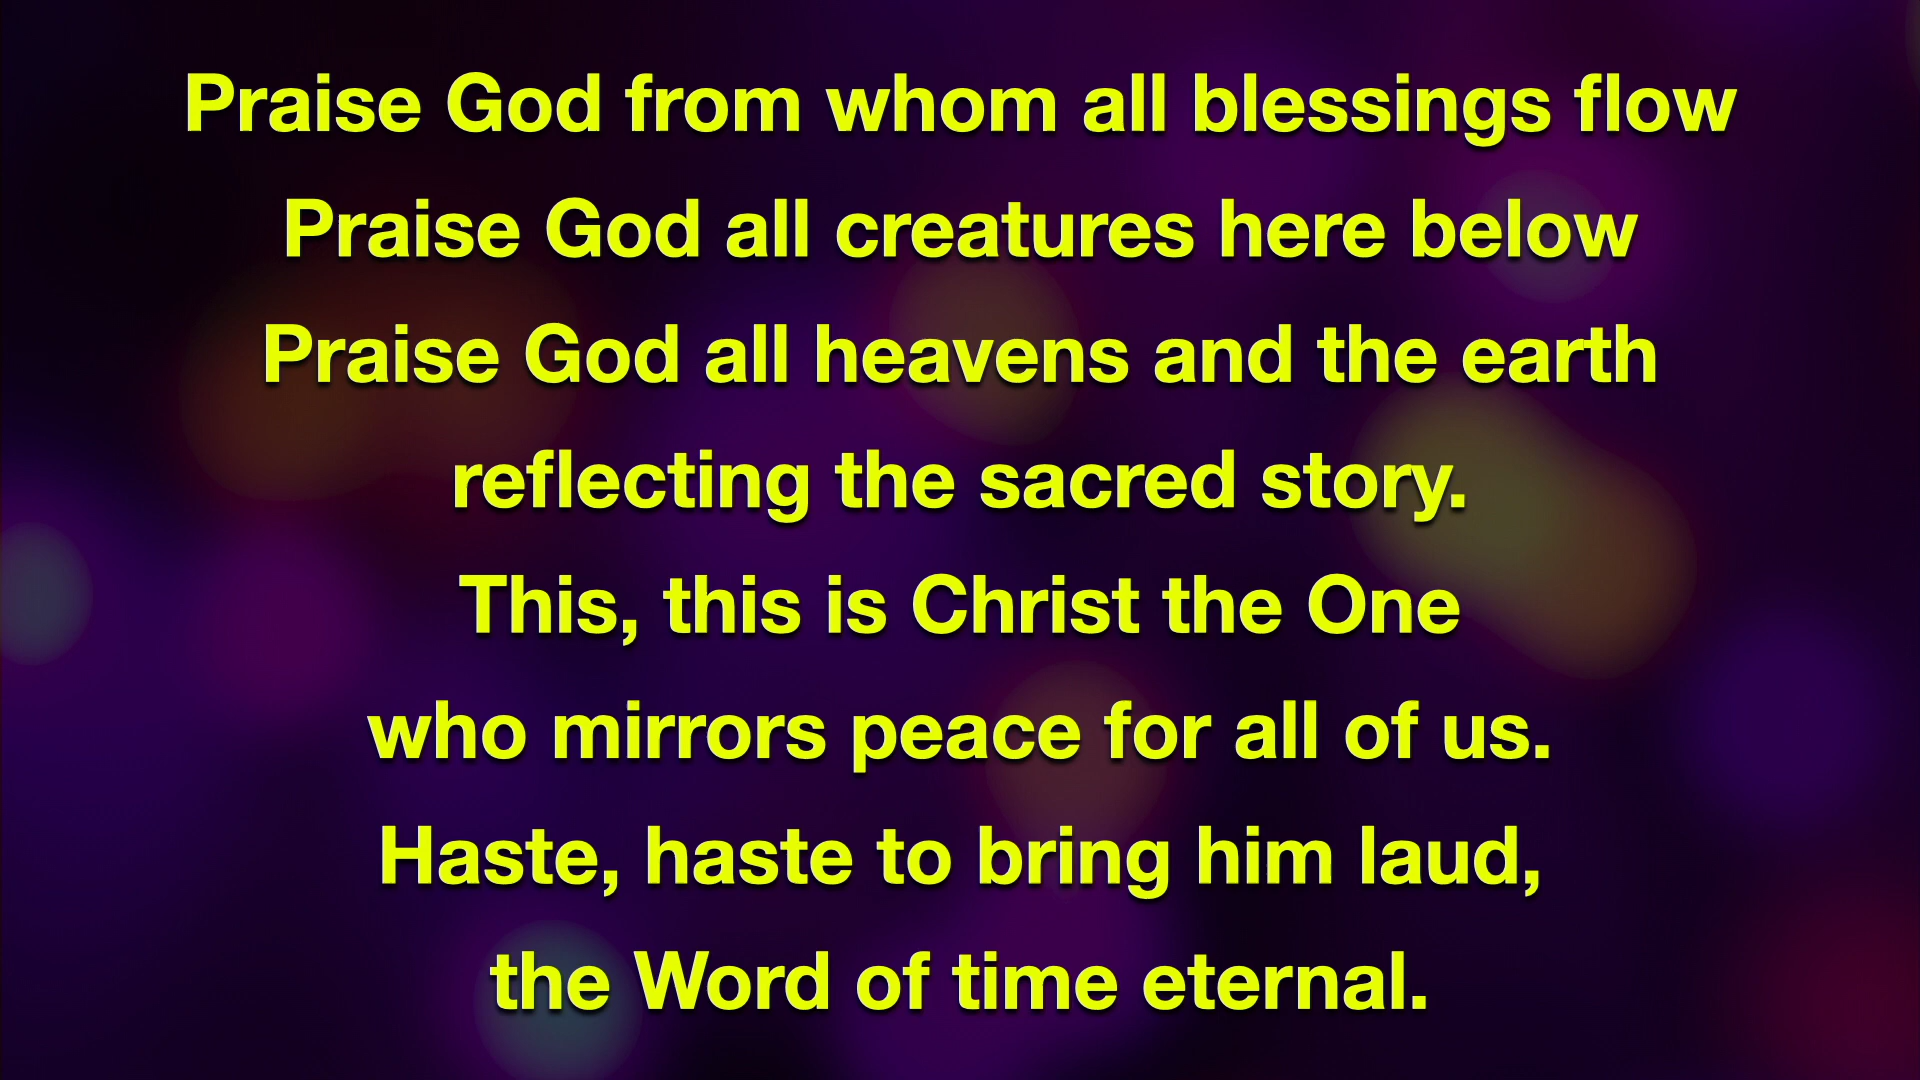 Praise God from whom all blessings flow
Praise God all creatures here below
Praise God all heavens and the earth
reflecting the sacred story.
This, this is Christ the One
who mirrors peace for all of us.
Haste, haste to bring him laud,
the Word of time eternal.